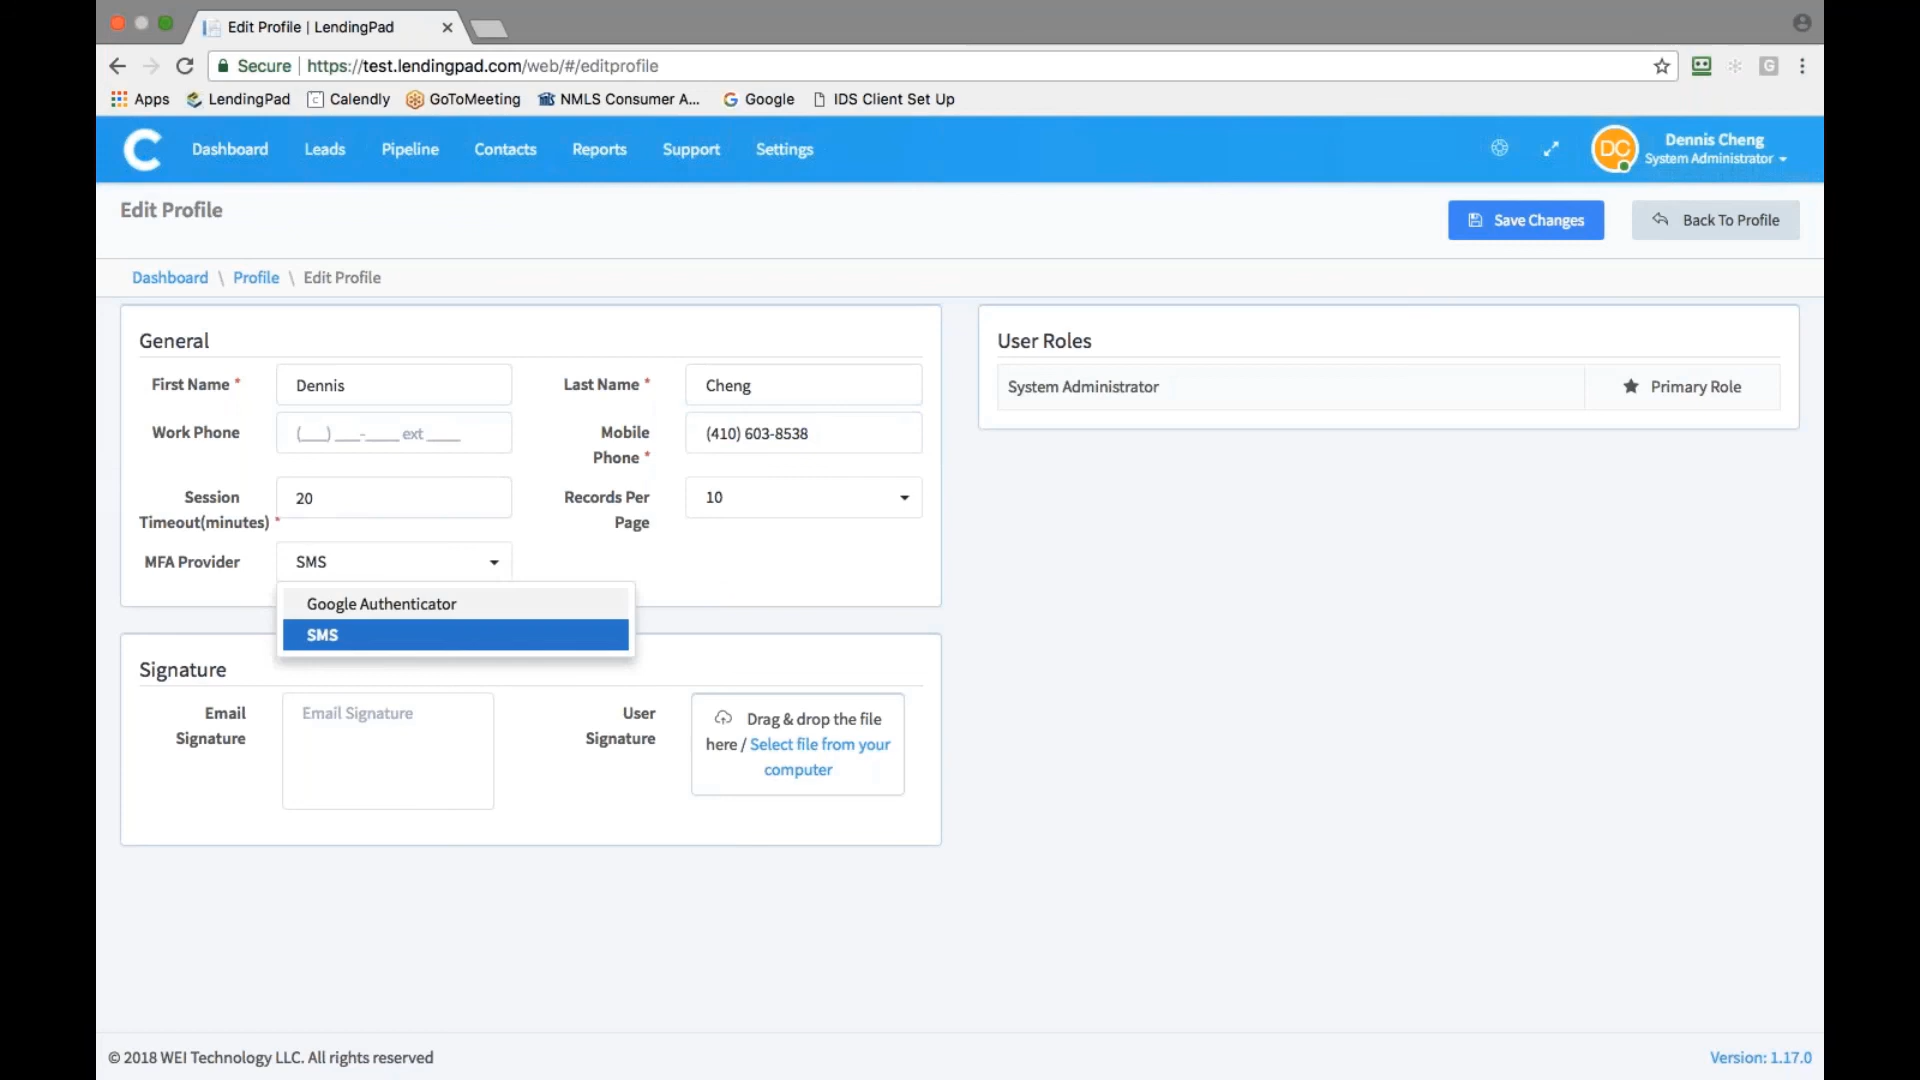 Edit Profile | LendingPad
Secure https://test.lendingpad.com/web/#/editprofile
G
Apps LendingPad Calendly GoToMeeting NMLS Consumer A... Google IDS Client Set Up
Dashboard Leads Pipeline Contacts Reports Support Settings
DC Dennis Cheng
System Administrator
Edit Profile
Save Changes Back To Profile
Dashboard \ Profile \ Edit Profile
General
First Name * Dennis Last Name * Cheng
Work Phone (___) ___-____ ext _____ Mobile Phone * (410) 603-8538
Session Timeout(minutes) * 20 Records Per Page 10
MFA Provider SMS
Google Authenticator
SMS
Signature
Email Signature Email Signature User Signature
Drag & drop the file
here / Select file from your
computer
User Roles
System Administrator Primary Role
© 2018 WEI Technology LLC. All rights reserved Version: 1.17.0